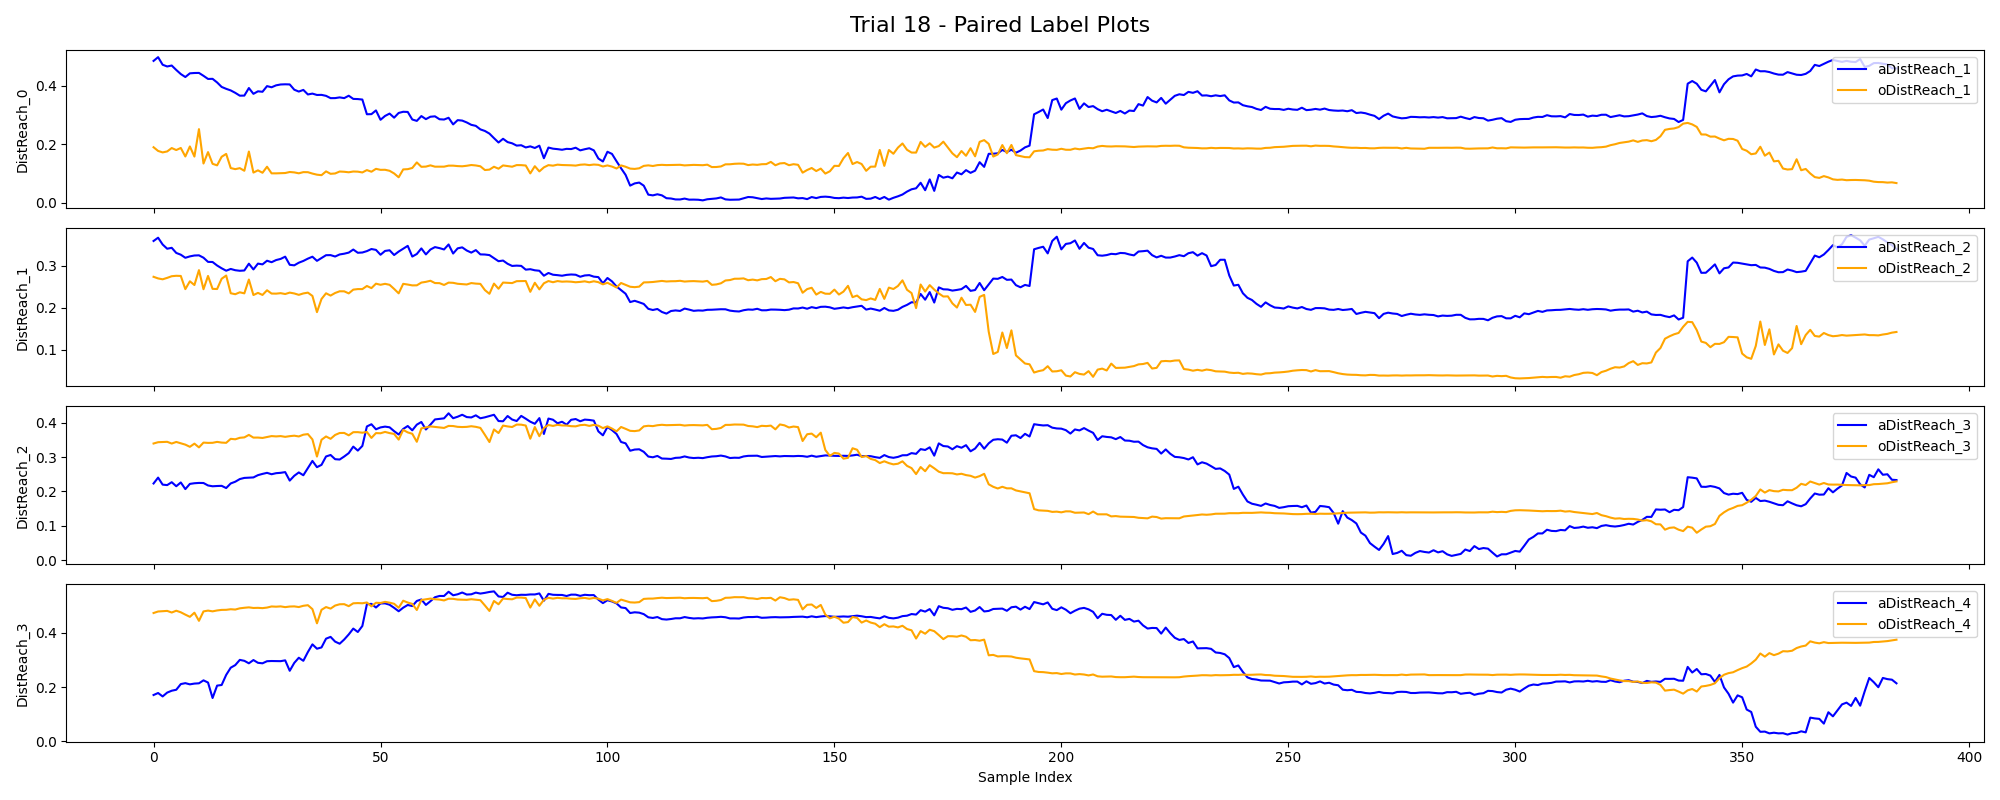 Trial 18 - Paired Label Plots
DistReach_0
0.4
0.2
0.0
aDistReach_1
oDistReach_1
DistReach_1
0.3
0.2
0.1
aDistReach_2
oDistReach_2
DistReach_2
0.4
0.3
0.2
0.1
0.0
aDistReach_3
oDistReach_3
DistReach_3
0.4
0.2
0.0
aDistReach_4
oDistReach_4
0 50 100 150 200 250 300 350 400
Sample Index